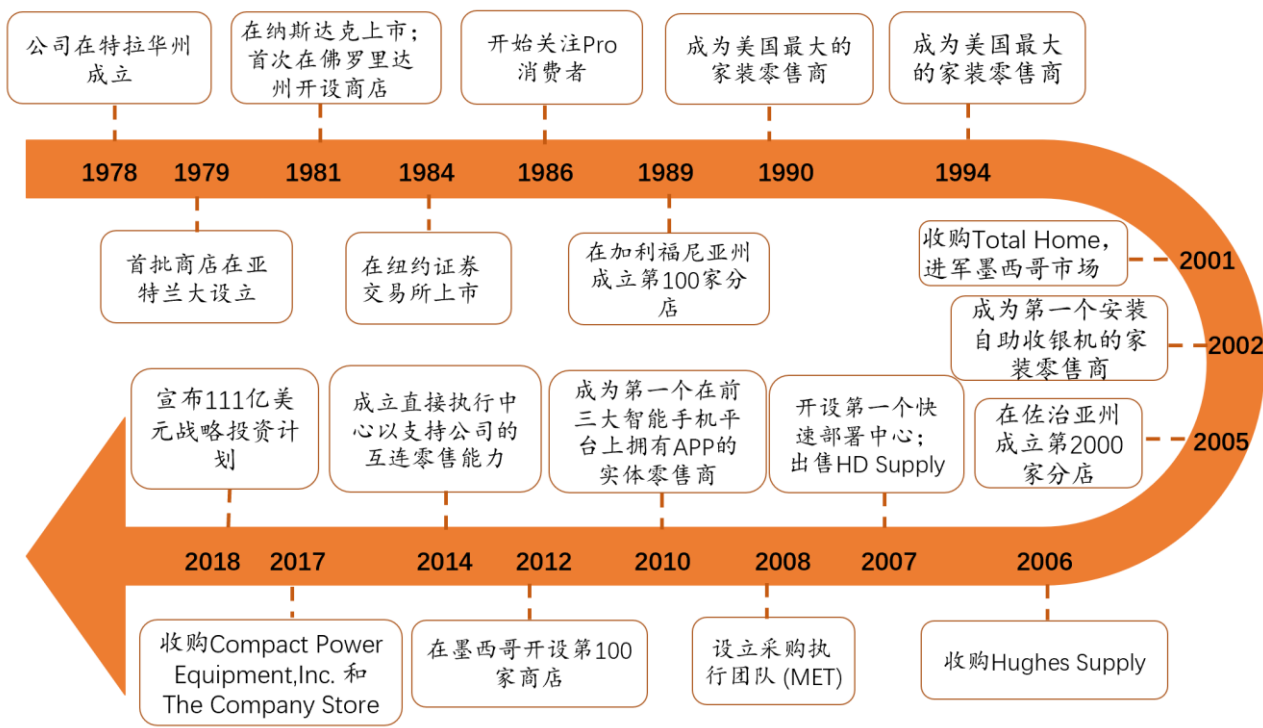 公司在特拉华州
成立
在纳斯达克上市；
首次在佛罗里达
州开设商店
开始关注Pro
消费者
成为美国最大的
家装零售商
成为美国最大
的家装零售商
1978
1979
1981
1984
1986
1989
1990
1994
首批商店在亚
特兰大设立
在纽约证券
交易所上市
在加利福尼亚州
成立第100家分
店
收购Total Home，
进军墨西哥市场
2001
成为第一个安装
自助收银机的家
装零售商
2002
在佐治亚州
成立第2000
家分店
2005
宣布111亿美
元战略投资计
划
成立直接执行中
心以支持公司的
互连零售能力
成为第一个在前
三大智能手机平
台上拥有APP的
实体零售商
开设第一个快
速部署中心；
出售HD Supply
2018
2017
2014
2012
2010
2008
2007
2006
收购Compact Power
Equipment,Inc. 和
The Company Store
在墨西哥开设第100
家商店
设立采购执
行团队 (MET)
收购Hughes Supply